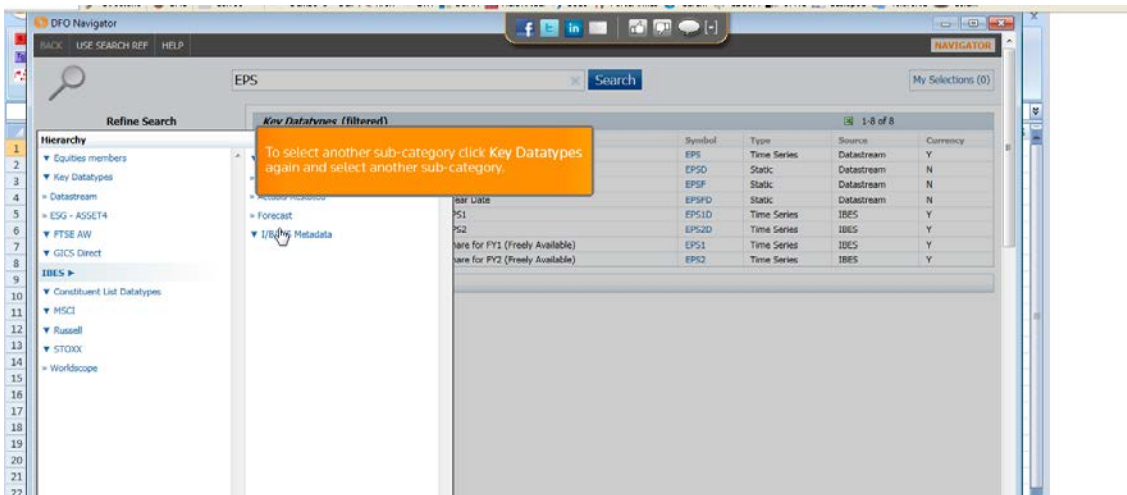 DFO Navigator
BACK USE SEARCH REF HELP
NAVIGATOR
EPS
Search
My Selections (0)
Refine Search
Key Datatypes (filtered)
1-8 of 8
Hierarchy
Equities members
Key Datatypes
Datastream
ESG - ASSET4
FTSE AW
GICS Direct
IBES
Constituent List Datatypes
MSCI
Russell
STOXX
Worldscope
To select another sub-category click Key Datatypes
again and select another sub-category.
Forecast
Metadata
Symbol Type Source Currency
EPS Time Series Datastream Y
EPSD Static Datastream N
EPSF Static Datastream N
ear Date EPSFD Static Datastream N
PS1 EPS1D Time Series IBES Y
PS2 EPS2D Time Series IBES Y
hare for FY1 (Freely Available) EPS1 Time Series IBES Y
hare for FY2 (Freely Available) EPS2 Time Series IBES Y
1
2
3
4
5
6
7
8
9
10
11
12
13
14
15
16
17
18
19
20
21
22